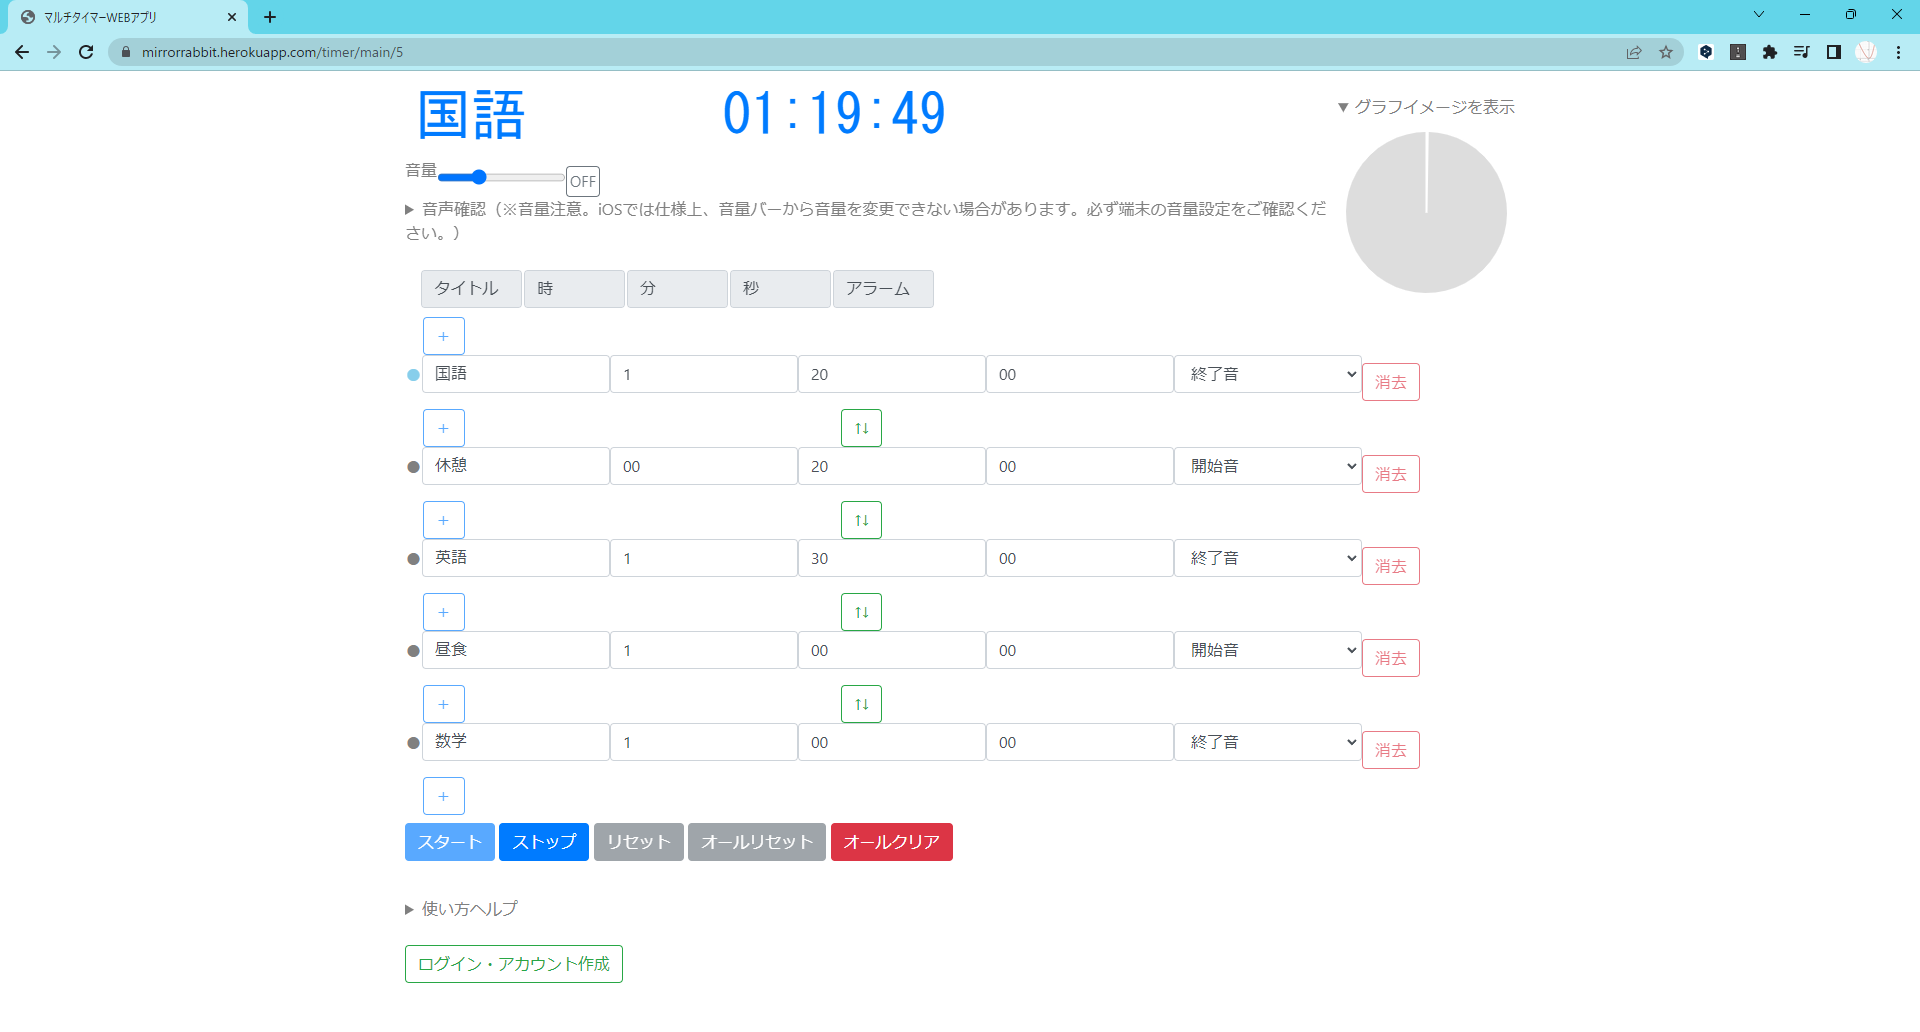 マルチタイマーWEBアプリ
mirrorrabbit.herokuapp.com/timer/main/5
国語 01:19:49
▼ グラフイメージを表示
音量 OFF
▶ 音声確認（※音量注意。iOSでは仕様上、音量バーから音量を変更できない場合があります。必ず端末の音量設定をご確認くだ
さい。）
タイトル 時 分 秒 アラーム
+
国語 1 20 00 終了音 消去
+ ↑↓
休憩 00 20 00 開始音 消去
+ ↑↓
英語 1 30 00 終了音 消去
+ ↑↓
昼食 1 00 00 開始音 消去
+ ↑↓
数学 1 00 00 終了音 消去
+
スタート ストップ リセット オールリセット オールクリア
▶ 使い方ヘルプ
ログイン・アカウント作成